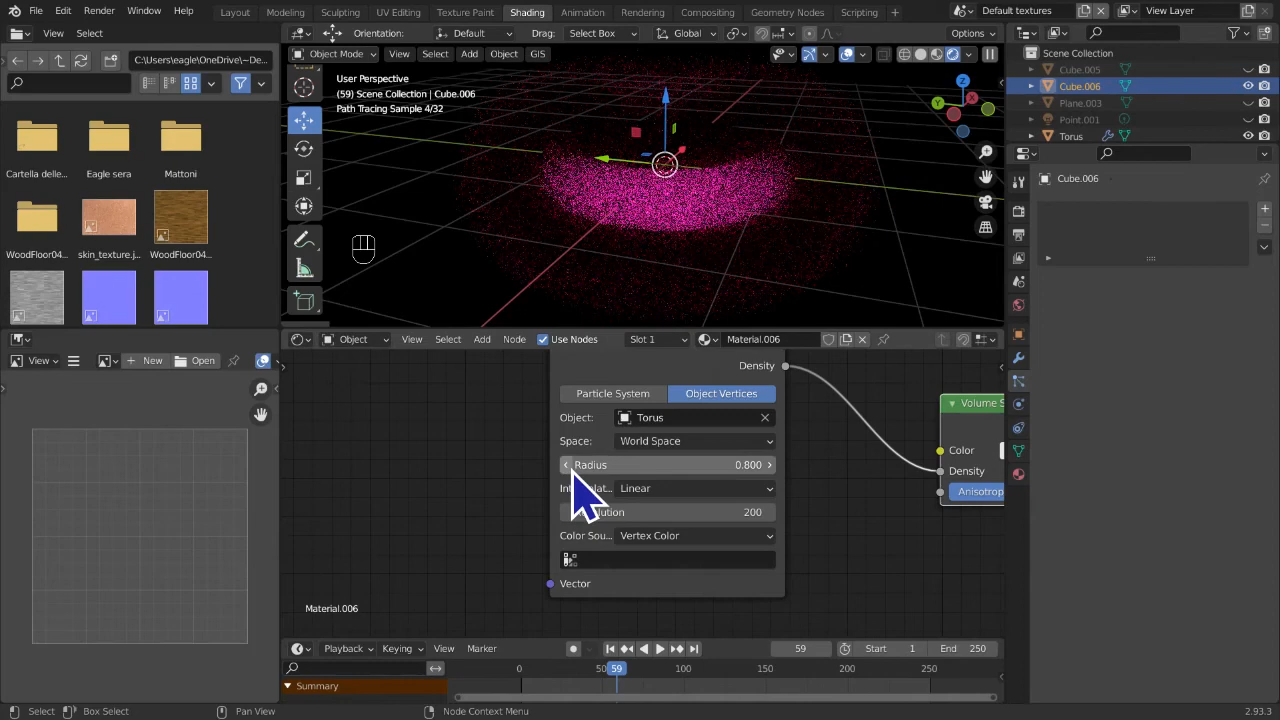 File Edit Render Window Help Layout Modeling Sculpting UV Editing Texture Paint Shading Animation Rendering Compositing Geometry Nodes Scripting + Default textures View Layer
View Select Orientation: Default Drag: Select Box Global Options
C:\Users\eagle\OneDrive\~De...
Object Mode View Select Add Object GIS
Scene Collection
Cube.005
Cube.006
Plane.003
Point.001
Torus
User Perspective
(59) Scene Collection | Cube.006
Path Tracing Sample 4/32
X Y Z
Cartella delle... Eagle sera Mattoni
WoodFloor04... skin_texture.j... WoodFloor04...
Cube.006
View New Open
Object View Select Add Node Use Nodes Slot 1 Material.006
Density
Particle System Object Vertices
Object: Torus
Space: World Space
Radius 0.800
Linear
200
Color Sou... Vertex Color
Vector
Volume S
Color
Density
Anisotrop
Material.006
Playback Keying View Marker 59 Start 1 End 250
0 50 59 100 150 200 250
Summary
Select Box Select Pan View Node Context Menu 2.93.3